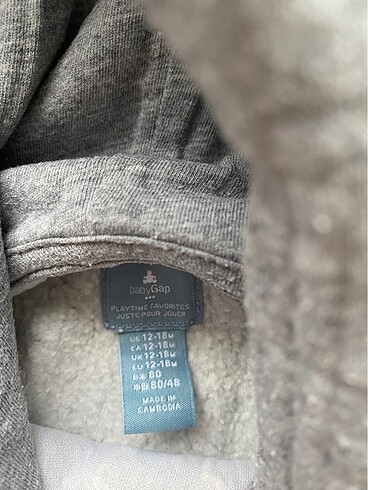 babyGap
PLAYTIME FAVORITES
JUSTE POUR JOUER
US 12-18M
CA 12-18M
UK 12-18M
EU 12-18M
80
80/48
MADE IN
CAMBODIA